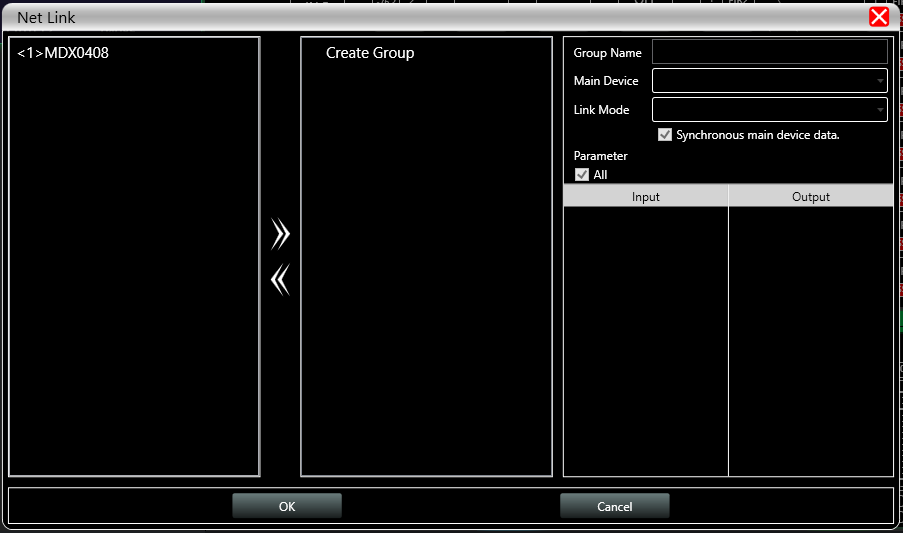 Net Link
<1>MDX0408
Create Group
Group Name
Main Device
Link Mode
Synchronous main device data.
Parameter
All
Input
Output
OK
Cancel